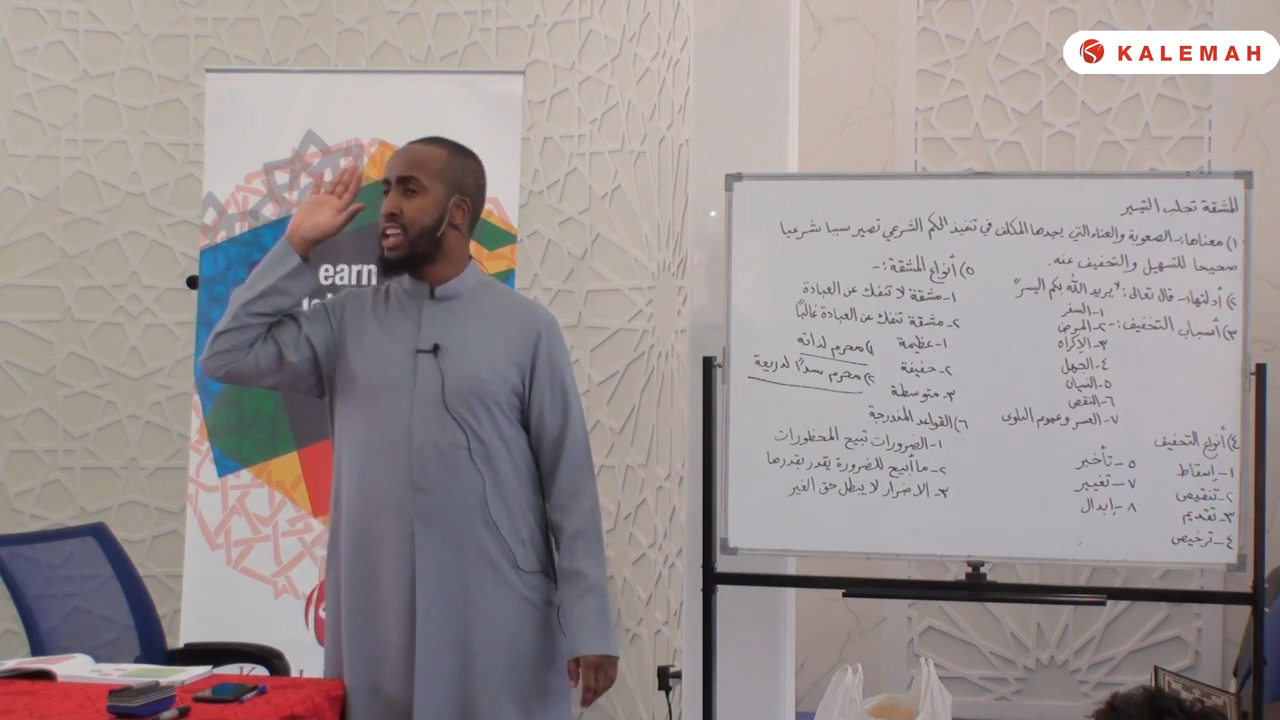 KALEMAH
earn
المشقة تجلب التيسير
١) معناها:- الصعوبة والعناء التي يجدها المكلف في تنفيذ الحكم الشرعي تصير سببا شرعيا
صحيحا للتسهيل والتخفيف عنه.
٢) أدلتها:- قال تعالى: "يريد الله بكم اليسر"
٣) أسباب التخفيف:-
١- السفر
٢- المرض
٣- الإكراه
٤- الجهل
٥- النسيان
٦- النقص
٧- العسر وعموم البلوى
٤) أنواع التخفيف
١- إسقاط
٢- تنقيص
٣- تقديم
٤- ترخيص
٥- تأخير
٧- تغيير
٨- إبدال
٥) أنواع المشقة:-
١- مشقة لا تنفك عن العبادة
٢- مشقة تنفك عن العبادة غالبًا
١- عظيمة
٢- خفيفة
٣- متوسطة
١) محرم لذاته
٢) محرم سدًا لذريعة
٦) القواعد المندرجة
١- الضرورات تبيح المحظورات
٢- ما أبيح للضرورة يقدر بقدرها
٣- الاضرار لا يبطل حق الغير